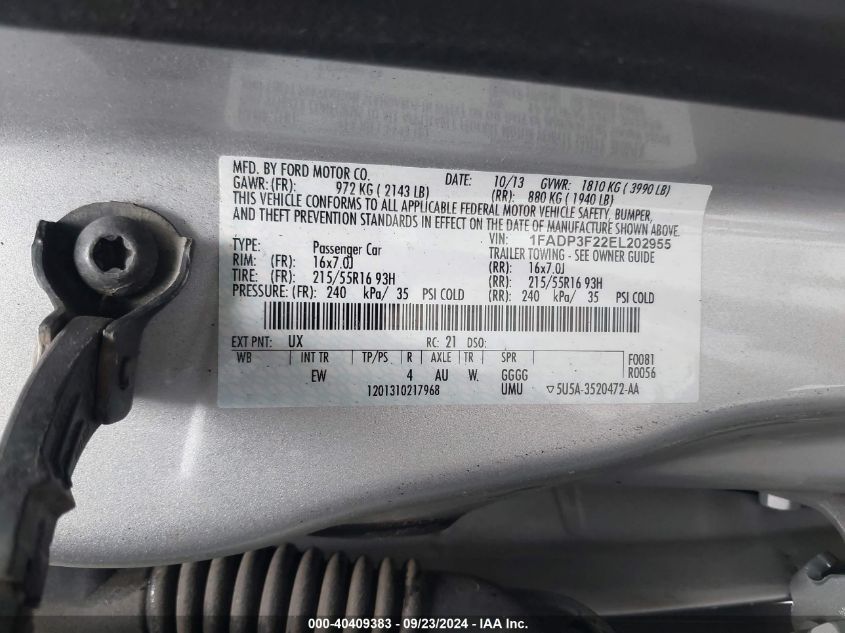 MFD. BY FORD MOTOR CO.
DATE: 10/13 GVWR: 1810 KG ( 3990 LB)
GAWR: (FR): 972 KG ( 2143 LB) (RR): 880 KG ( 1940 LB)
THIS VEHICLE CONFORMS TO ALL APPLICABLE FEDERAL MOTOR VEHICLE SAFETY, BUMPER,
AND THEFT PREVENTION STANDARDS IN EFFECT ON THE DATE OF MANUFACTURE SHOWN ABOVE.
VIN: 1FADP3F22EL202955
TYPE: Passenger Car TRAILER TOWING - SEE OWNER GUIDE
RIM: (FR) 16x7.0J (RR): 16x7.0J
TIRE: (FR) 215/55R16 93H (RR): 215/55R16 93H
PRESSURE: (FR): 240 kPa/ 35 PSI COLD (RR): 240 kPa/ 35 PSI COLD
EXT PNT: UX RC: 21 DSO:
WB INT TR TP/PS R AXLE TR SPR F0081
EW 4 AU W. GGGG R0056
1201310217968 UMU ▽5U5A-3520472-AA
000-40409383 - 09/23/2024 - IAA Inc.